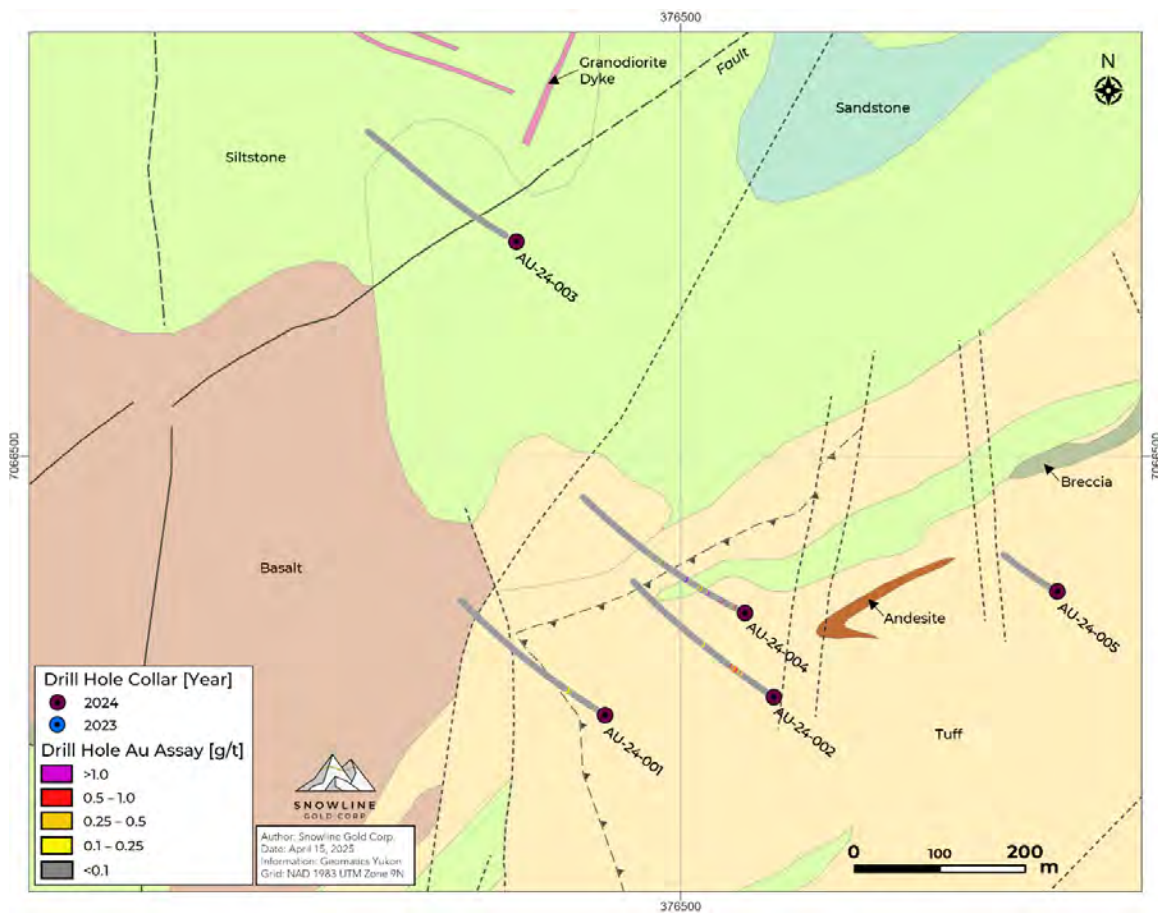 376500
Fault
Granodiorite
Dyke
N
Sandstone
Siltstone
AU-24-003
7066500
7066500
Breccia
Basalt
Andesite
AU-24-005
AU-24-004
AU-24-002
AU-24-001
Tuff
Drill Hole Collar [Year]
2024
2023
Drill Hole Au Assay [g/t]
>1.0
0.5 – 1.0
0.25 – 0.5
0.1 – 0.25
<0.1
SNOWLINE
GOLD CORP
Author: Snowline Gold Corp.
Date: April 15, 2025
Information: Geomatics Yukon
Grid: NAD 1983 UTM Zone 9N
0 100 200
m
376500